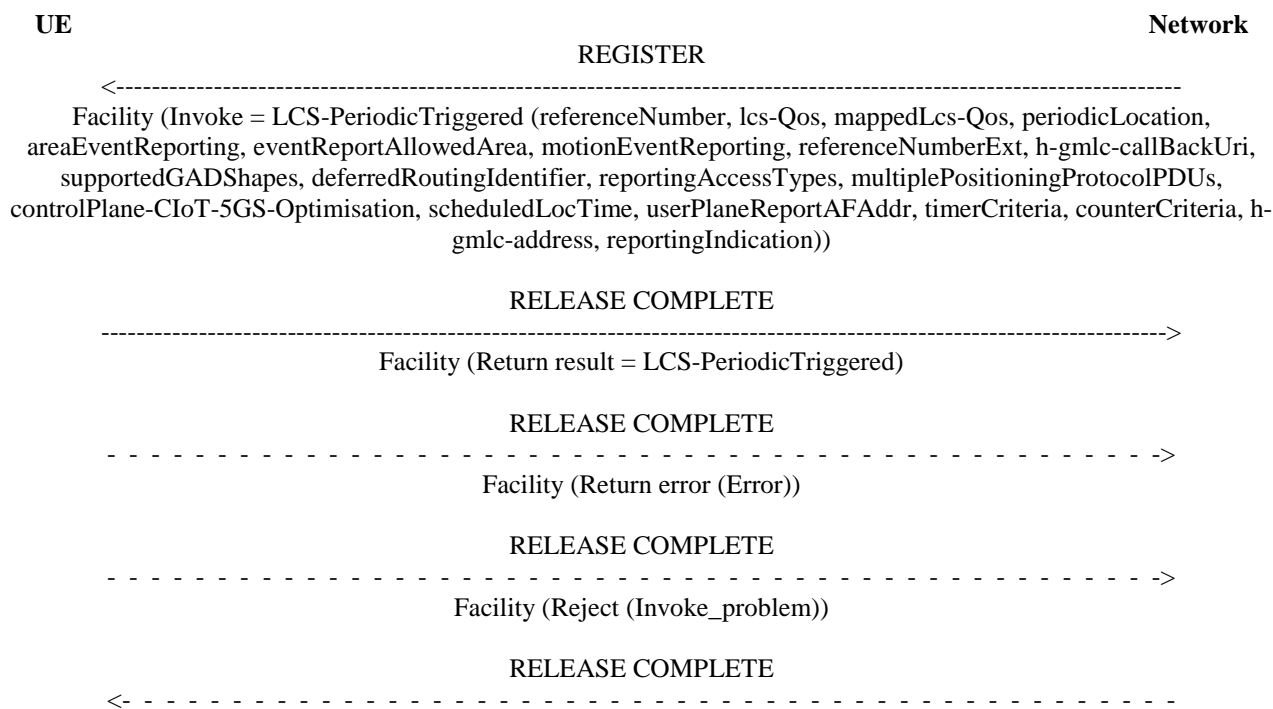 UE Network
REGISTER
<------------------------------------------------------------------------------------------------------------------------
Facility (Invoke = LCS-PeriodicTriggered (referenceNumber, lcs-Qos, mappedLcs-Qos, periodicLocation,
areaEventReporting, eventReportAllowedArea, motionEventReporting, referenceNumberExt, h-gmlc-callBackUri,
supportedGADShapes, deferredRoutingIdentifier, reportingAccessTypes, multiplePositioningProtocolPDUs,
controlPlane-CIoT-5GS-Optimisation, scheduledLocTime, userPlaneReportAFAddr, timerCriteria, counterCriteria, h-
gmlc-address, reportingIndication))
RELEASE COMPLETE
------------------------------------------------------------------------------------------------------------------------>
Facility (Return result = LCS-PeriodicTriggered)
RELEASE COMPLETE
- - - - - - - - - - - - - - - - - - - - - - - - - - - - - - - - - - - - - - - - - - - - - - - - ->
Facility (Return error (Error))
RELEASE COMPLETE
- - - - - - - - - - - - - - - - - - - - - - - - - - - - - - - - - - - - - - - - - - - - - - - - ->
Facility (Reject (Invoke_problem))
RELEASE COMPLETE
<- - - - - - - - - - - - - - - - - - - - - - - - - - - - - - - - - - - - - - - - - - - - - - - - -